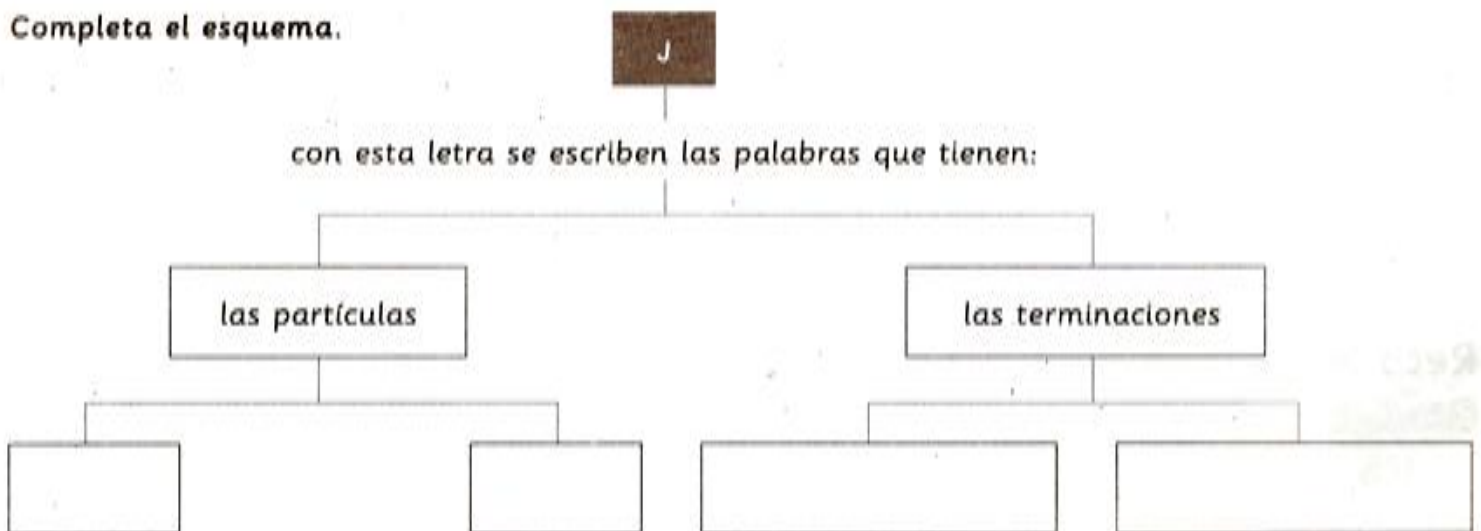 Completa el esquema.
J
con esta letra se escriben las palabras que tienen:
las partículas
las terminaciones